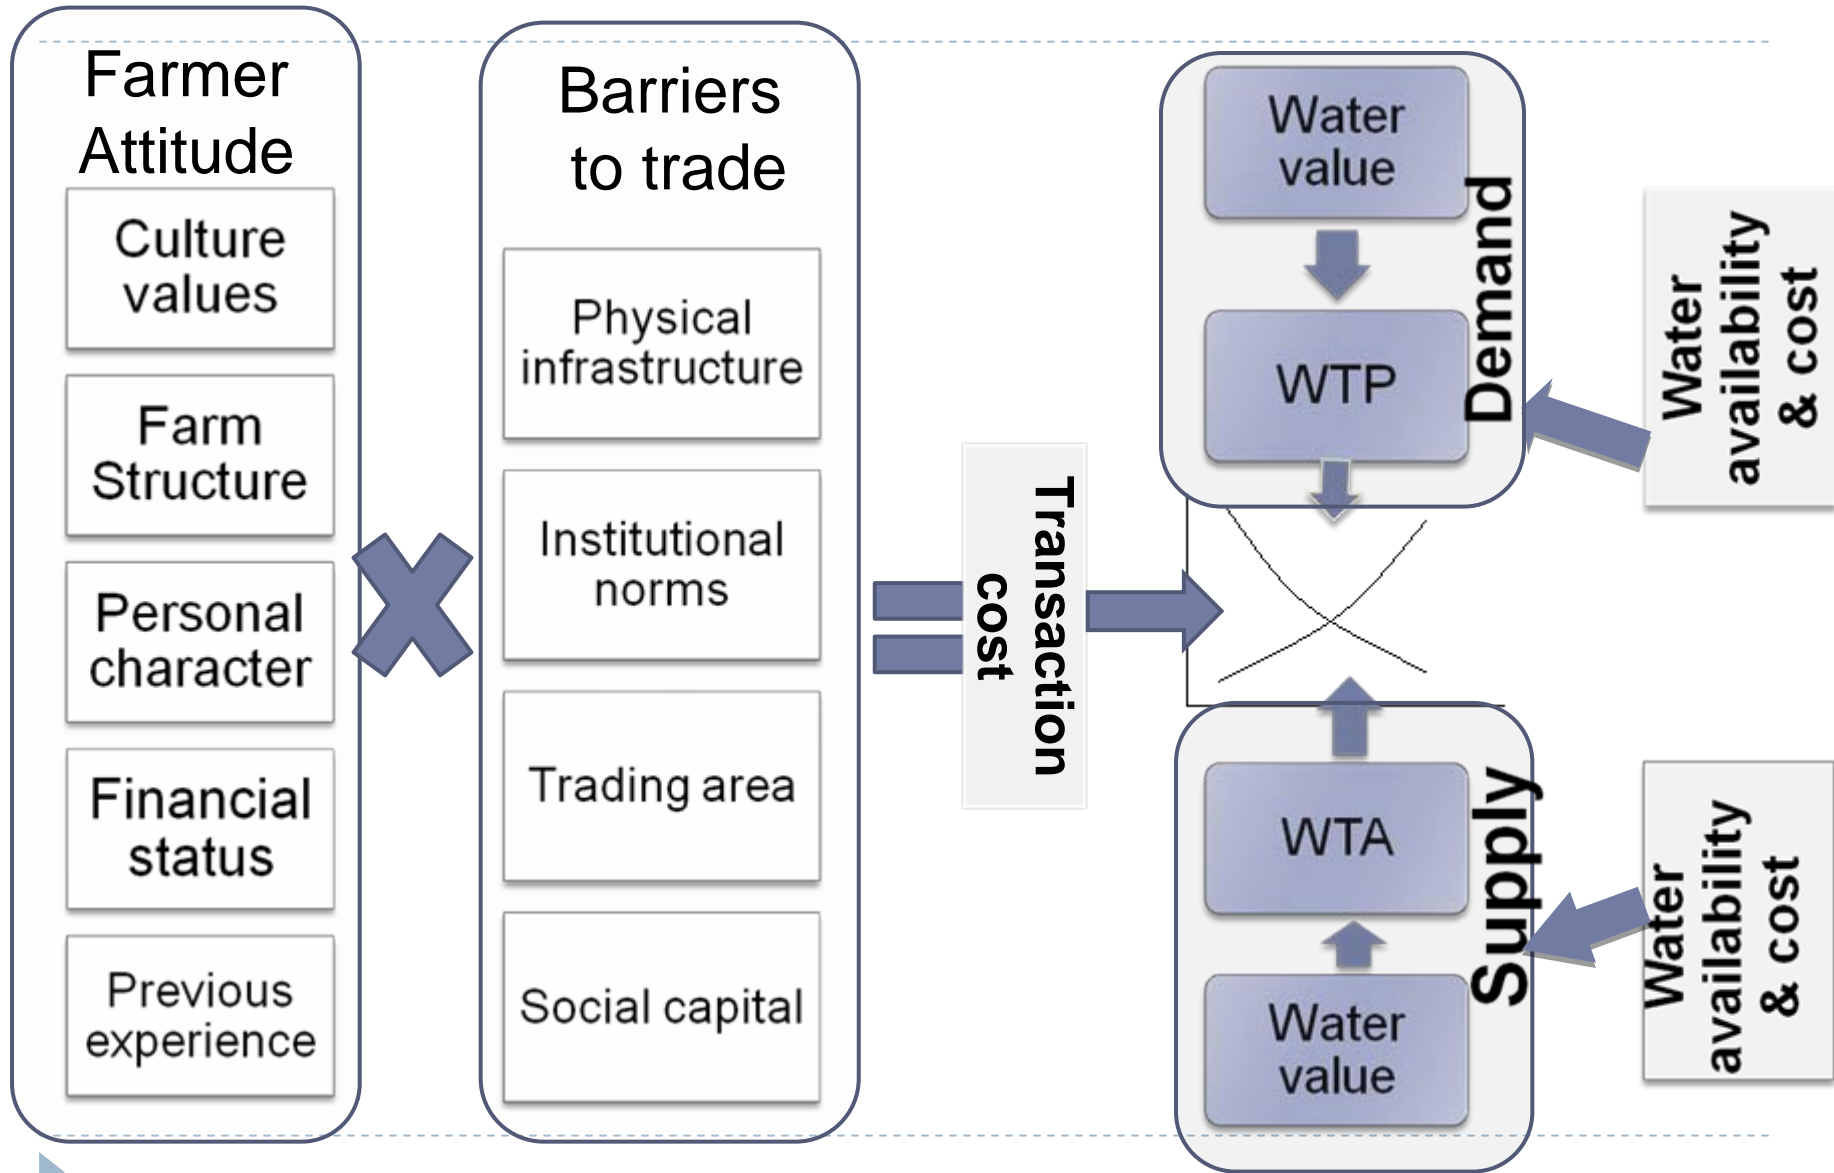 Farmer
Attitude
Culture
values
Farm
Structure
Personal
character
Financial
status
Previous
experience
Barriers
to trade
Physical
infrastructure
Institutional
norms
Trading area
Social capital
Transaction
cost
Water
value
WTP
Demand
WTA
Water
value
Supply
Water
availability
& cost
Water
availability
& cost